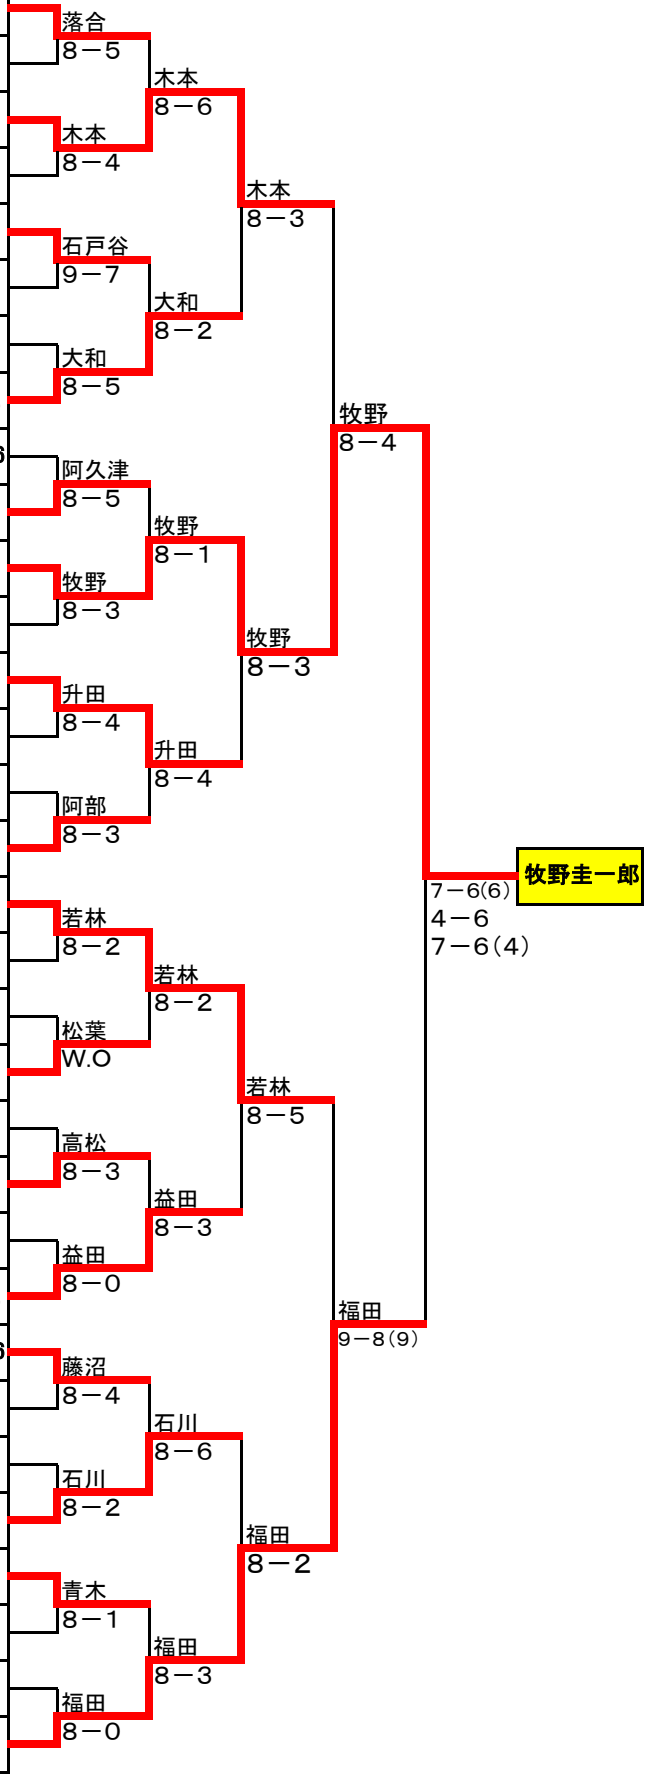 落合
8－5
木本
8－6
木本
8－4
木本
8－3
石戸谷
9－7
大和
8－2
大和
8－5
牧野
8－4
6
阿久津
8－5
牧野
8－1
牧野
8－3
牧野
8－3
升田
8－4
升田
8－4
阿部
8－3
牧野圭一郎
7－6(6)
4－6
7－6(4)
若林
8－2
若林
8－2
松葉
W.O
若林
8－5
高松
8－3
益田
8－3
益田
8－0
福田
9－8(9)
6
藤沼
8－4
石川
8－6
石川
8－2
福田
8－2
青木
8－1
福田
8－3
福田
8－0